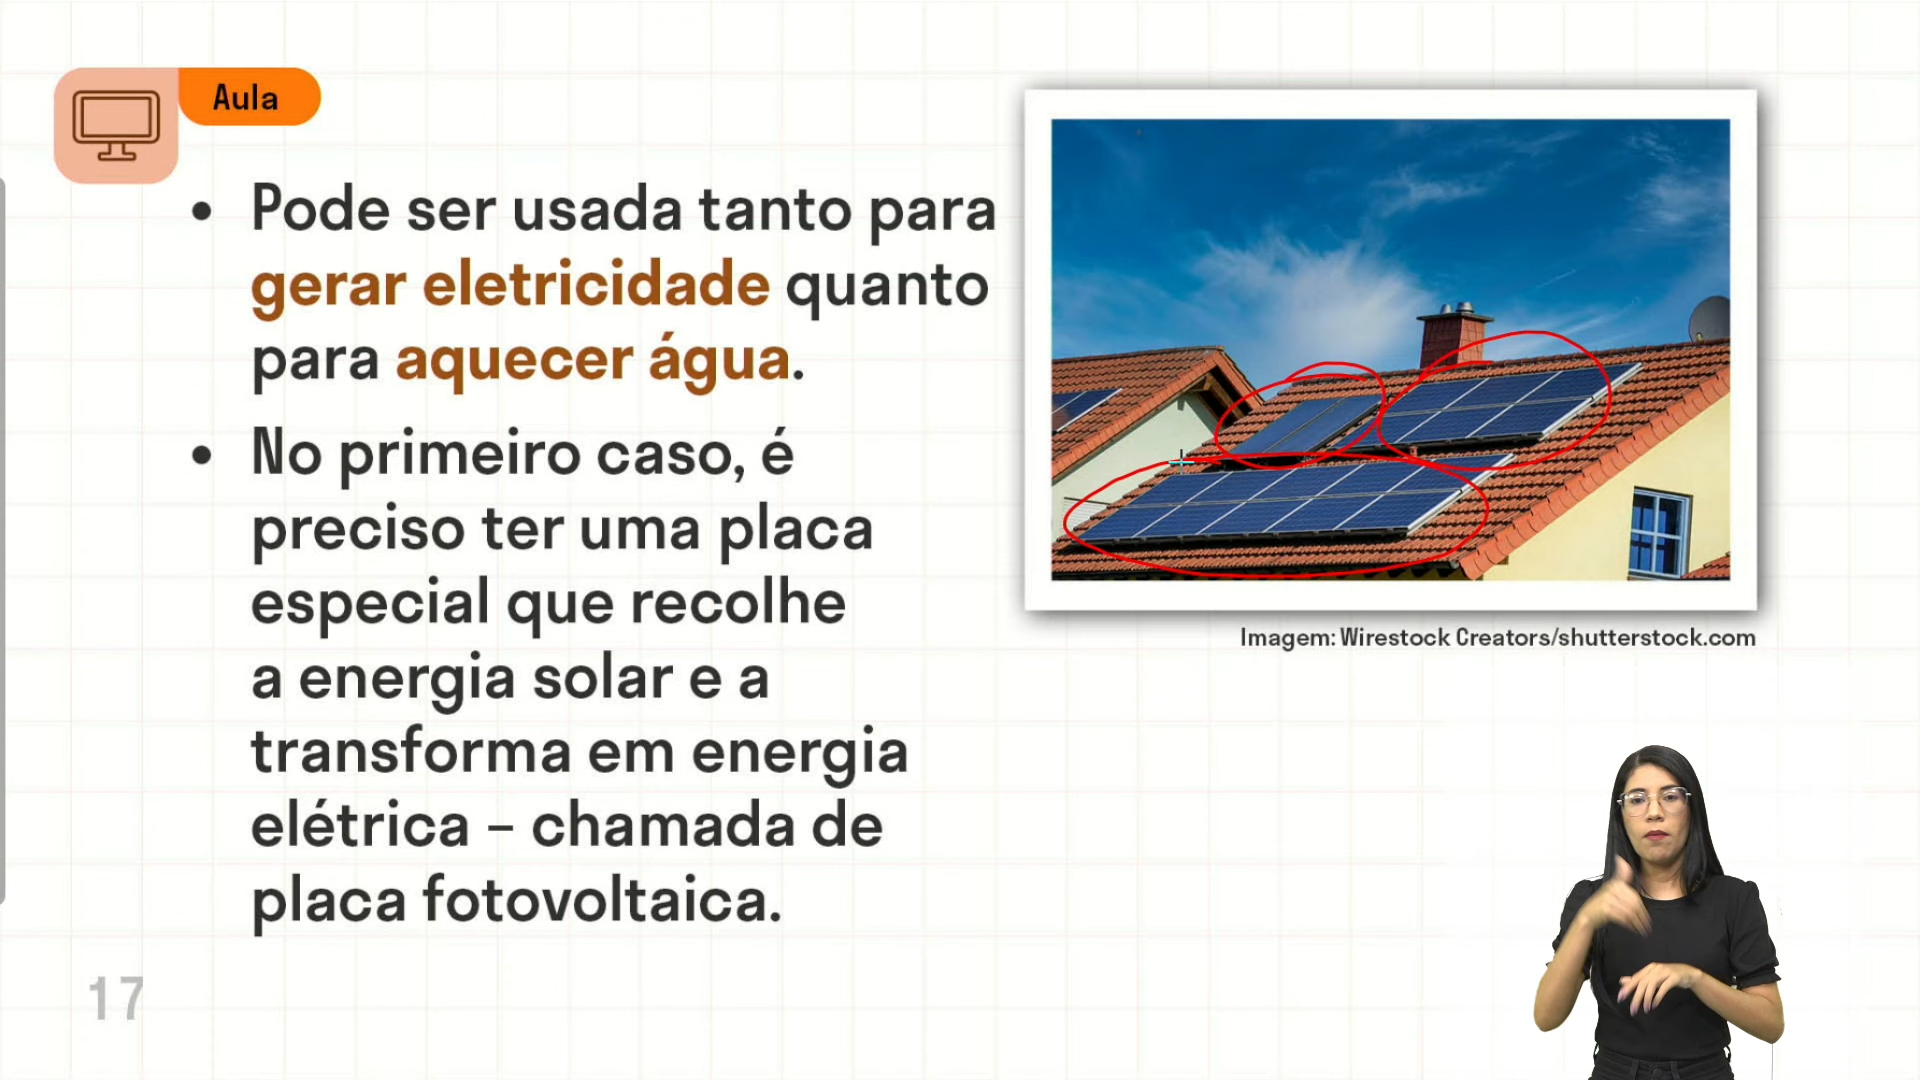 Aula
• Pode ser usada tanto para
gerar eletricidade quanto
para aquecer água.
• No primeiro caso, é
preciso ter uma placa
especial que recolhe
a energia solar e a
transforma em energia
elétrica – chamada de
placa fotovoltaica.
Imagem: Wirestock Creators/shutterstock.com
17